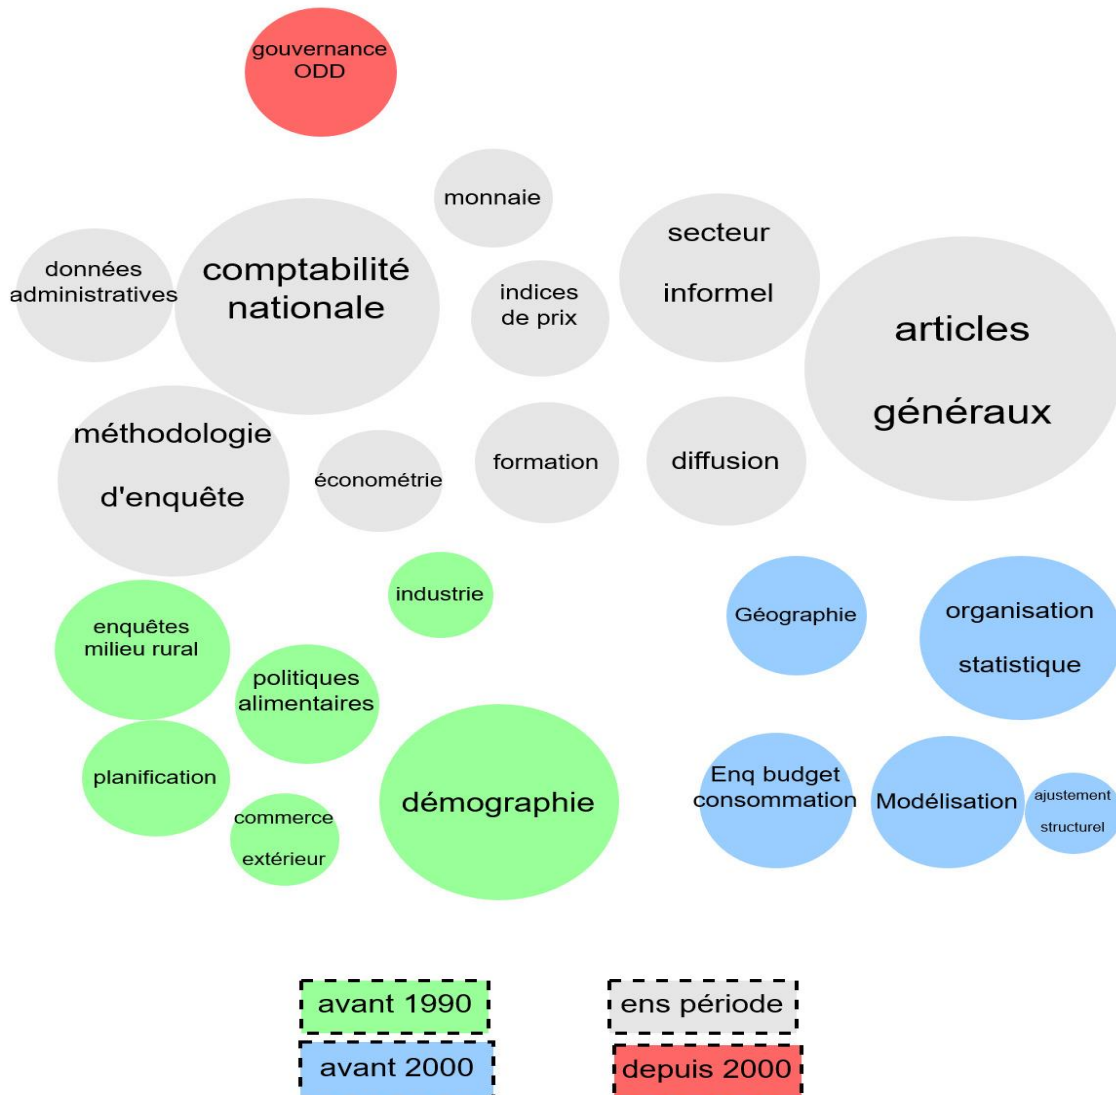 gouvernance
ODD
monnaie
secteur
informel
données
administratives
comptabilité
nationale
indices
de prix
articles
généraux
méthodologie
d'enquête
économétrie
formation
diffusion
industrie
enquêtes
milieu rural
politiques
alimentaires
planification
commerce
extérieur
démographie
Géographie
organisation
statistique
Enq budget
consommation
Modélisation
ajustement
structurel
avant 1990
ens période
avant 2000
depuis 2000